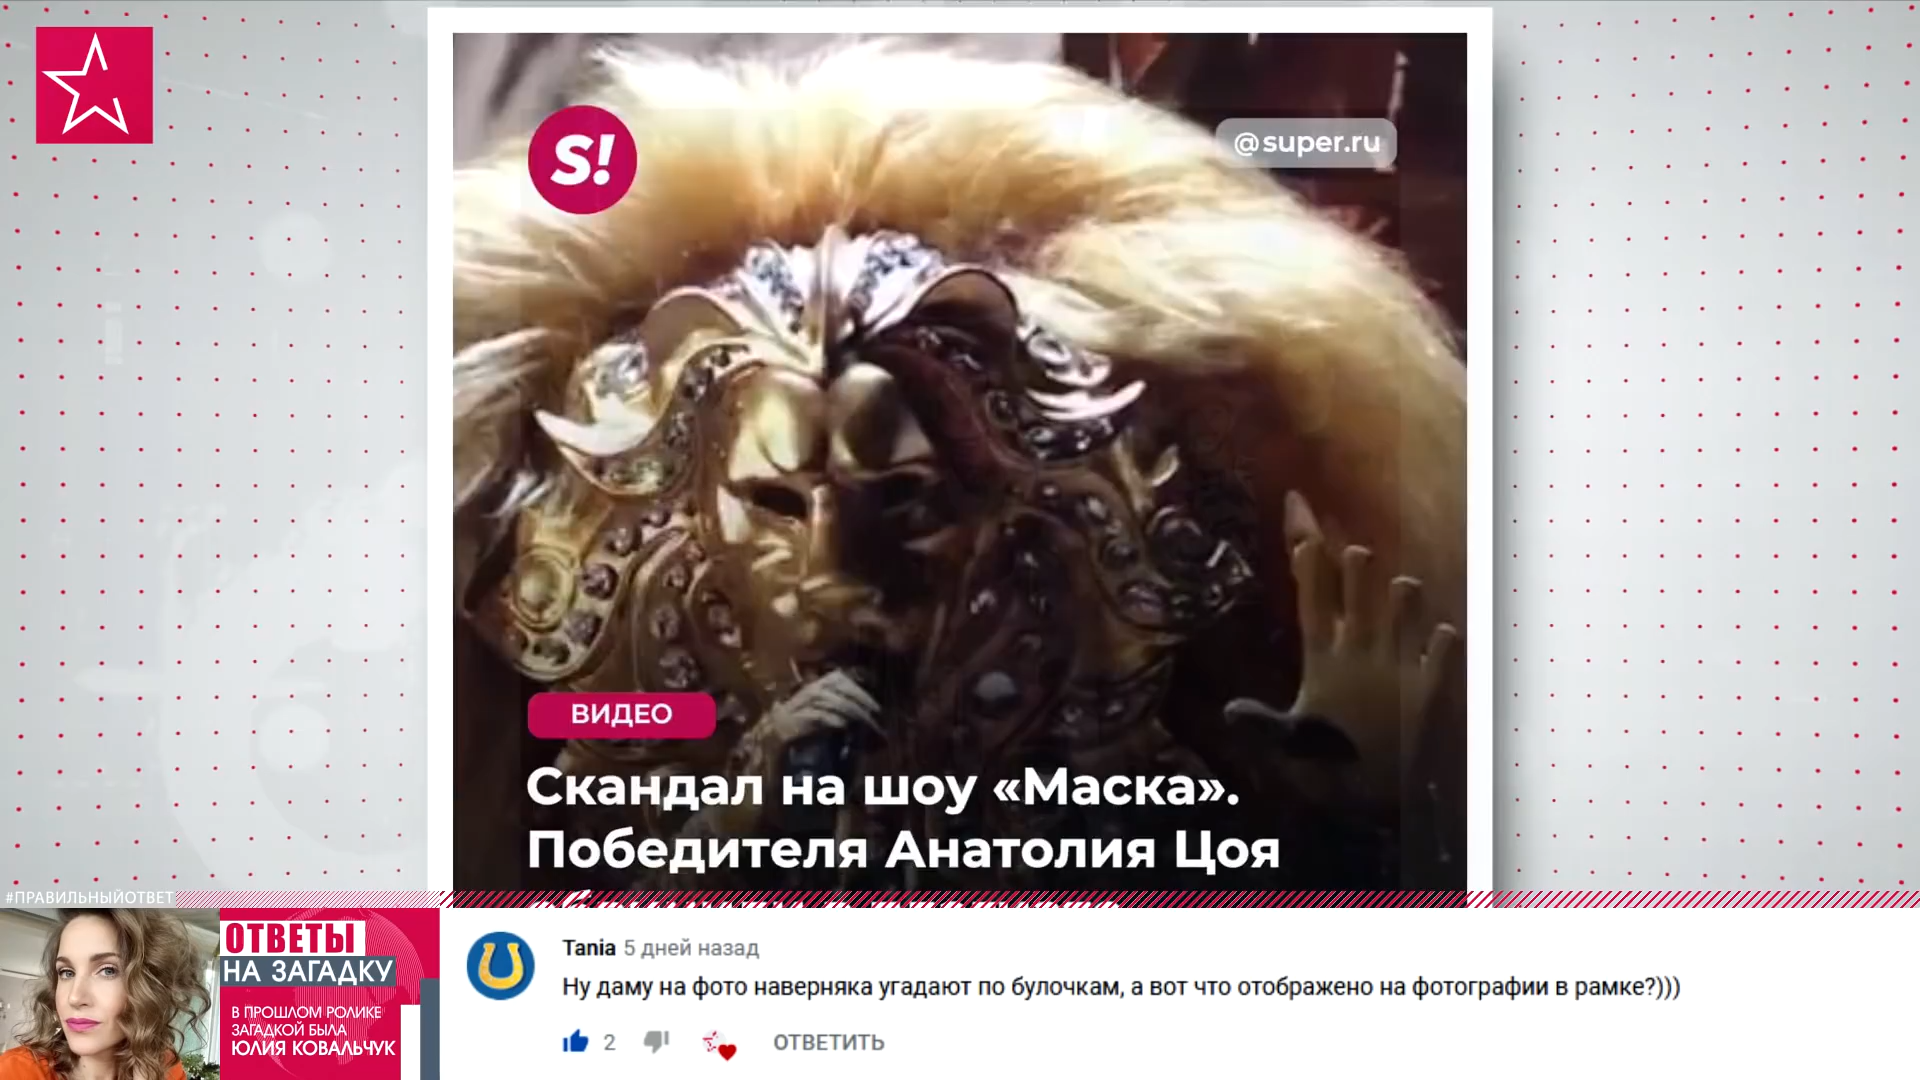 S!
@super.ru
ВИДЕО
Скандал на шоу «Маска».
Победителя Анатолия Цоя
#ПРАВИЛЬНЫЙОТВЕТ
ОТВЕТЫ
НА ЗАГАДКУ
В ПРОШЛОМ РОЛИКЕ
ЗАГАДКОЙ БЫЛА
ЮЛИЯ КОВАЛЬЧУК
Tania 5 дней назад
Ну даму на фото наверняка угадают по булочкам, а вот что отображено на фотографии в рамке?)))
2
ОТВЕТИТЬ